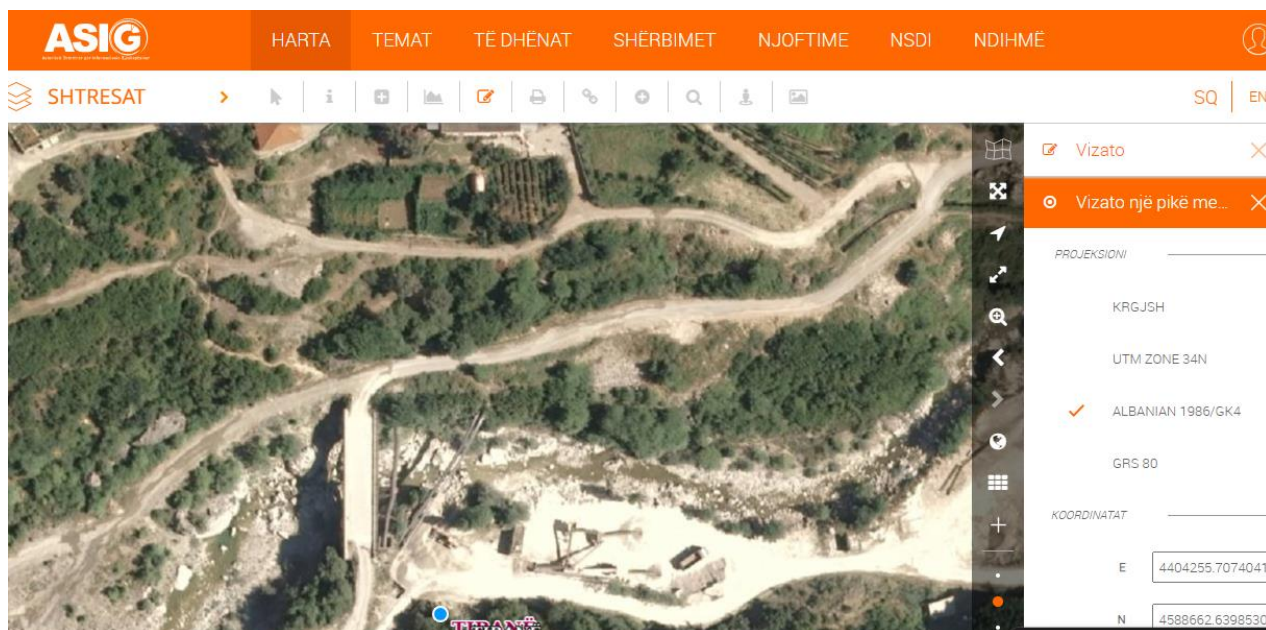 ASIG
HARTA TEMAT TË DHËNAT SHËRBIMET NJOFTIME NSDI NDIHMË
SHTRESAT
SQ EN
Vizato
Vizato një pikë me...
PROJEKSIONI
KRGJSH
UTM ZONE 34N
ALBANIAN 1986/GK4
GRS 80
KOORDINATAT
E 4404255.7074041
N 4588662.6398530
TIRANË